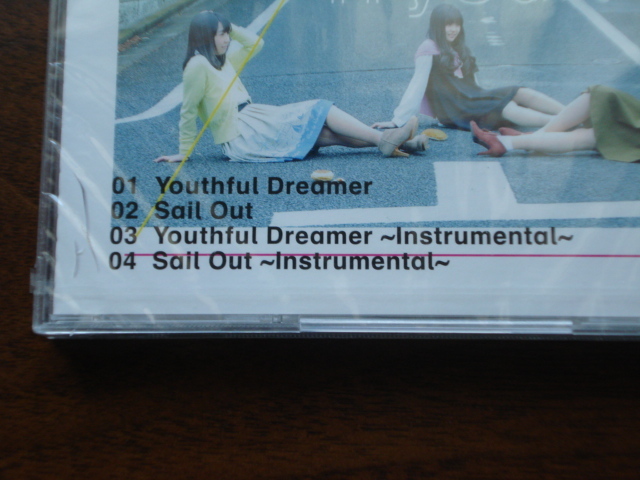 01 Youthful Dreamer
02 Sail Out
03 Youthful Dreamer ~Instrumental~
04 Sail Out ~Instrumental~